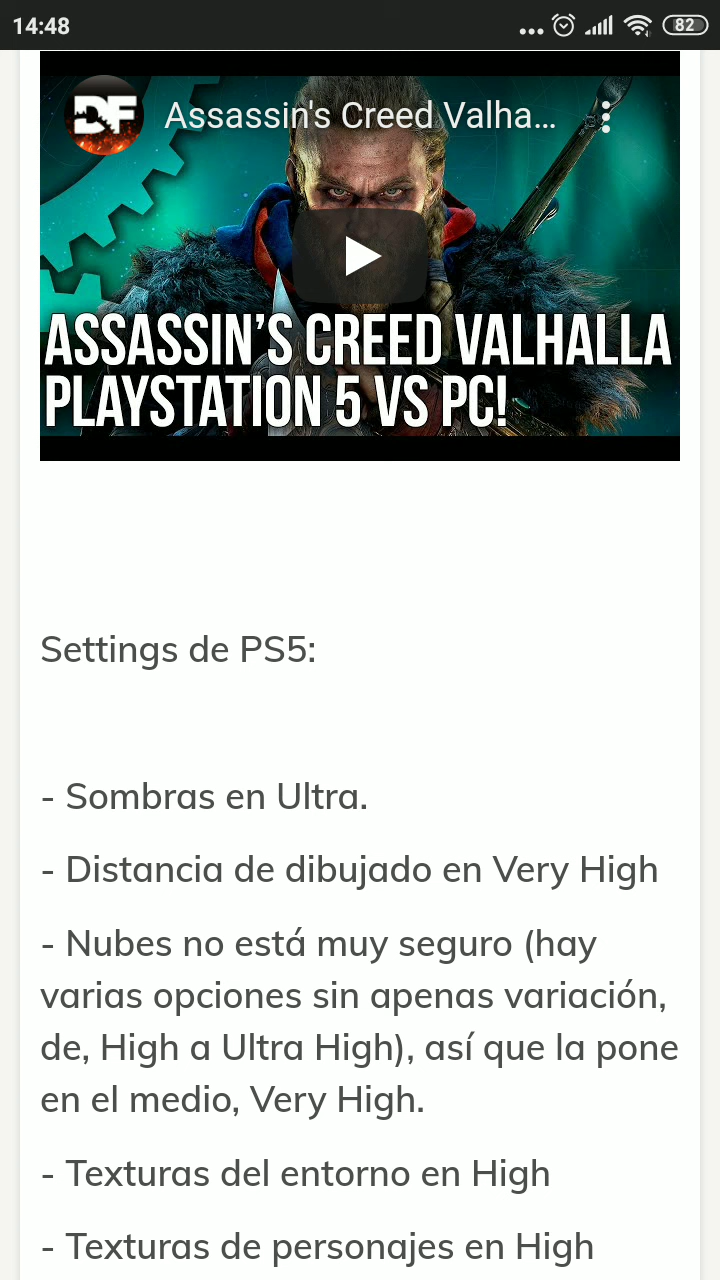 14:48
82
DF Assassin's Creed Valha...
ASSASSIN'S CREED VALHALLA
PLAYSTATION 5 VS PC!
Settings de PS5:
- Sombras en Ultra.
- Distancia de dibujado en Very High
- Nubes no está muy seguro (hay
varias opciones sin apenas variación,
de, High a Ultra High), así que la pone
en el medio, Very High.
- Texturas del entorno en High
- Texturas de personajes en High